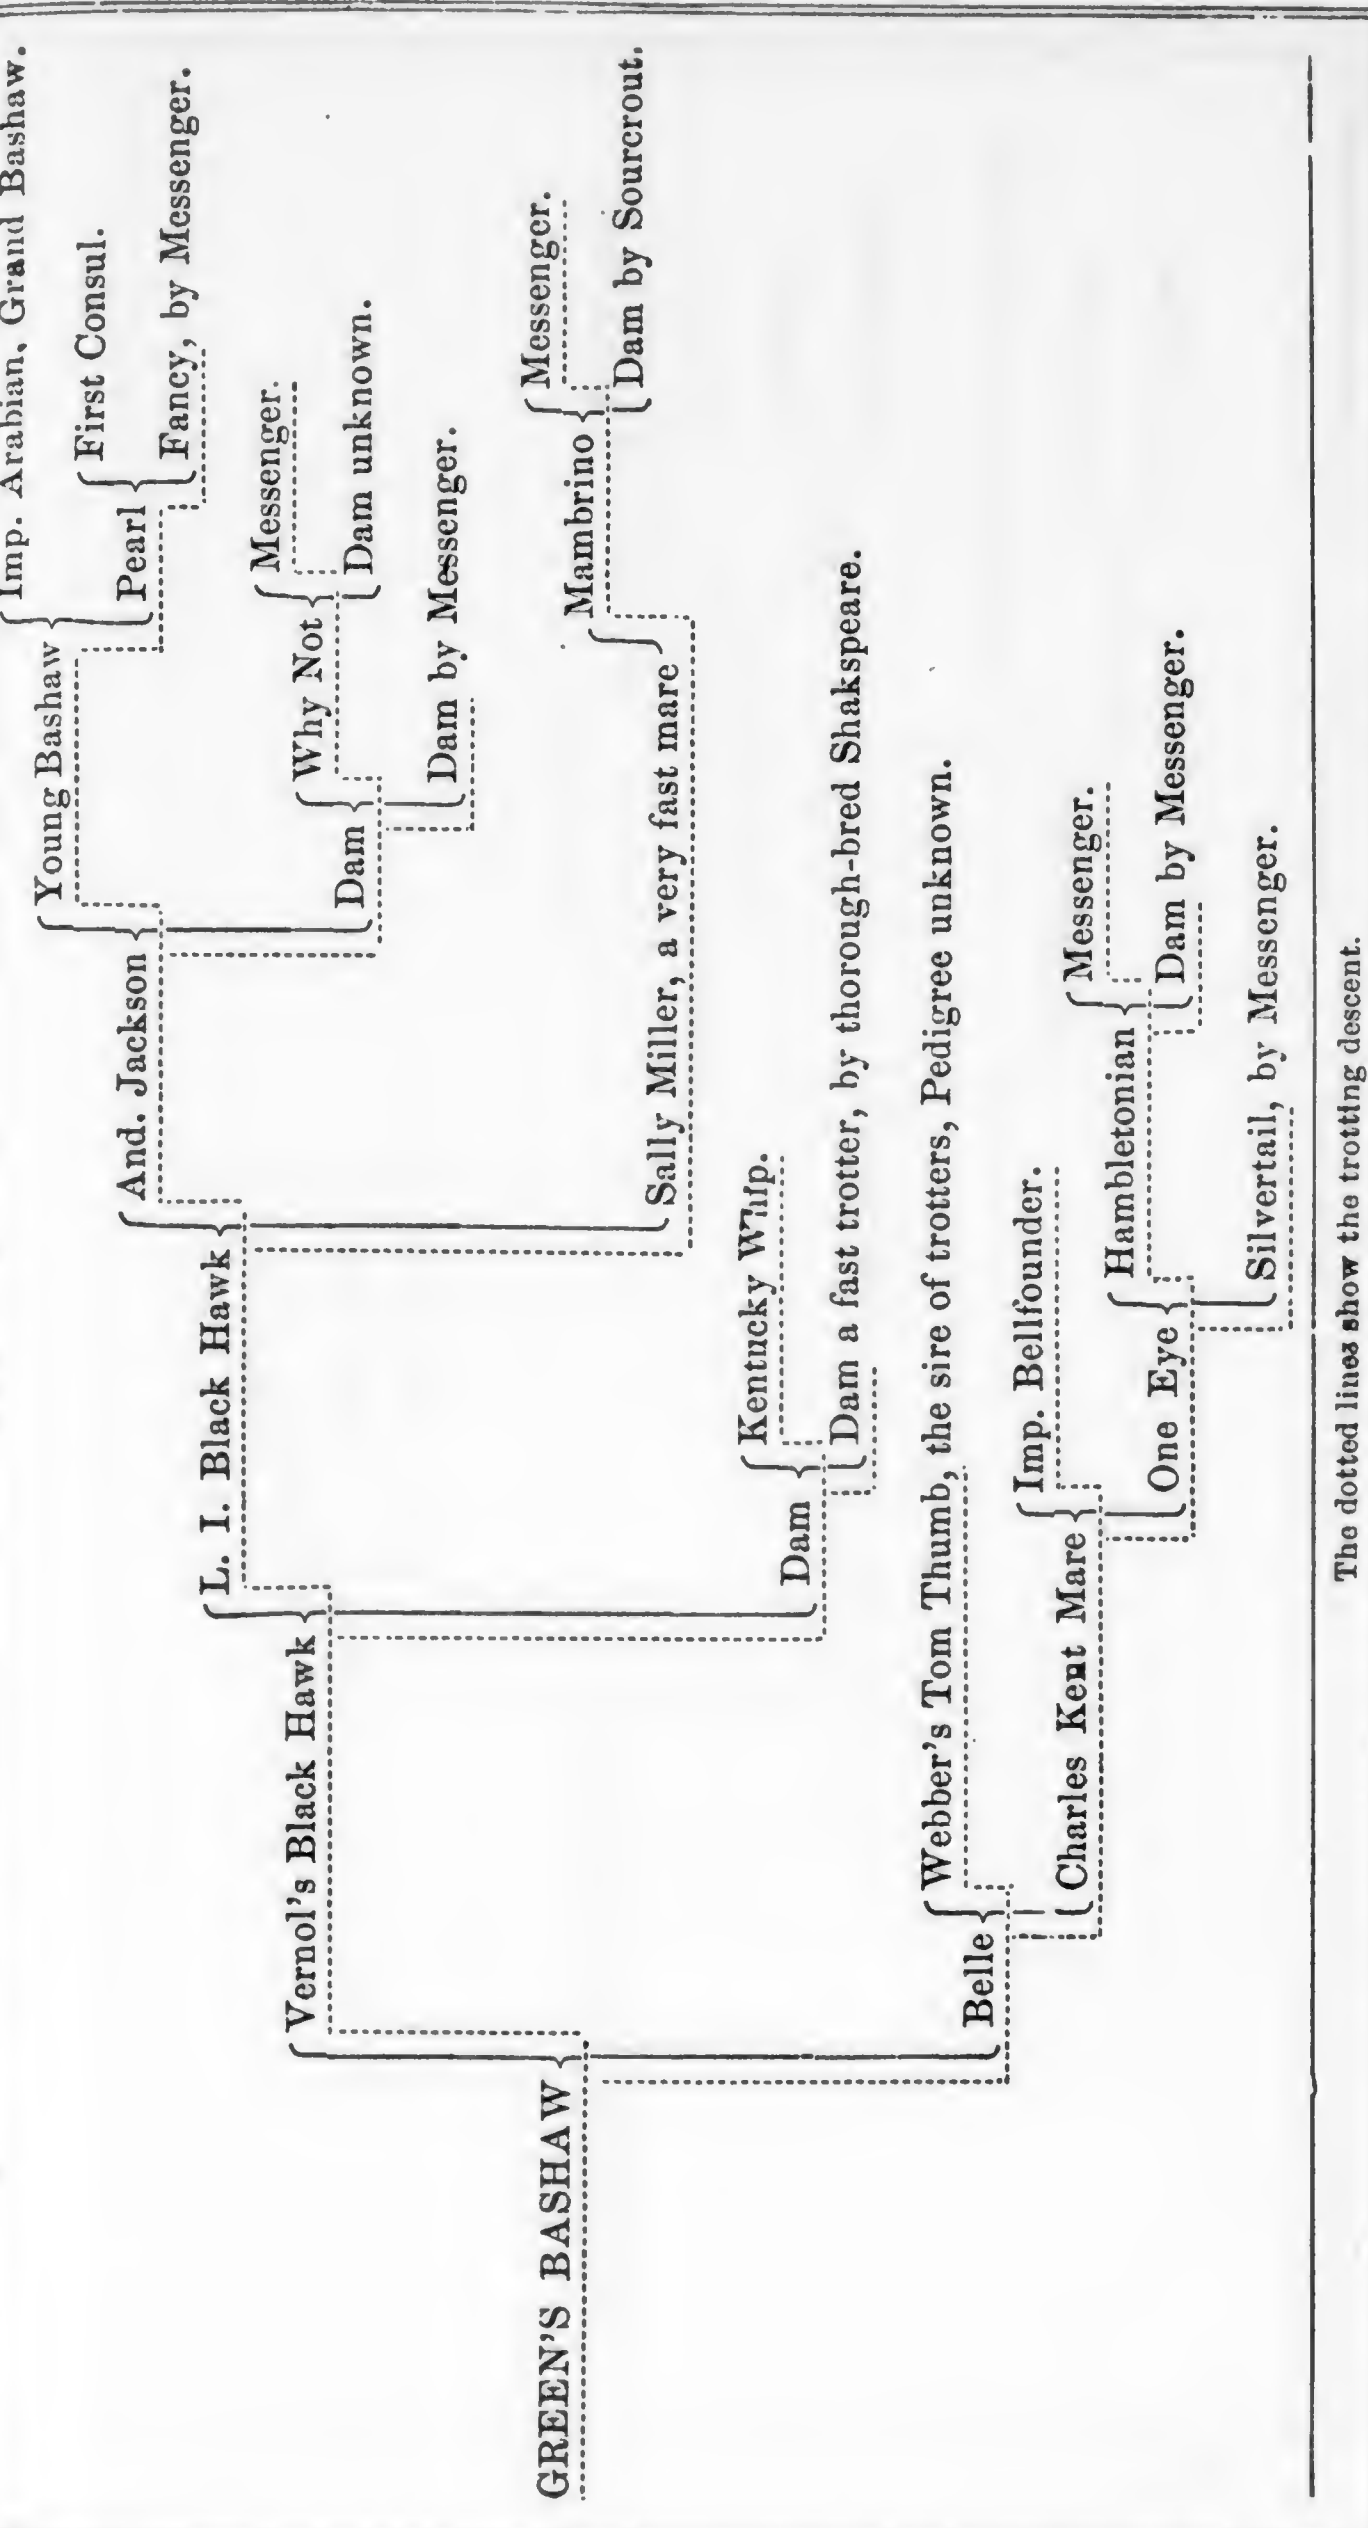 Imp. Arabian, Grand Bashaw.
Young Bashaw
First Consul.
Pearl
Fancy, by Messenger.
And. Jackson
Messenger.
Why Not
Dam unknown.
Dam
Dam by Messenger.
L. I. Black Hawk
Messenger.
Mambrino
Dam by Sourcrout.
Sally Miller, a very fast mare
Vernol's Black Hawk
Kentucky Whip.
Dam
Dam a fast trotter, by thorough-bred Shakspeare.
GREEN'S BASHAW
Webber's Tom Thumb, the sire of trotters, Pedigree unknown.
Belle
Imp. Bellfounder.
Charles Kent Mare
Messenger.
Hambletonian
Dam by Messenger.
One Eye
Silvertail, by Messenger.
The dotted lines show the trotting descent.